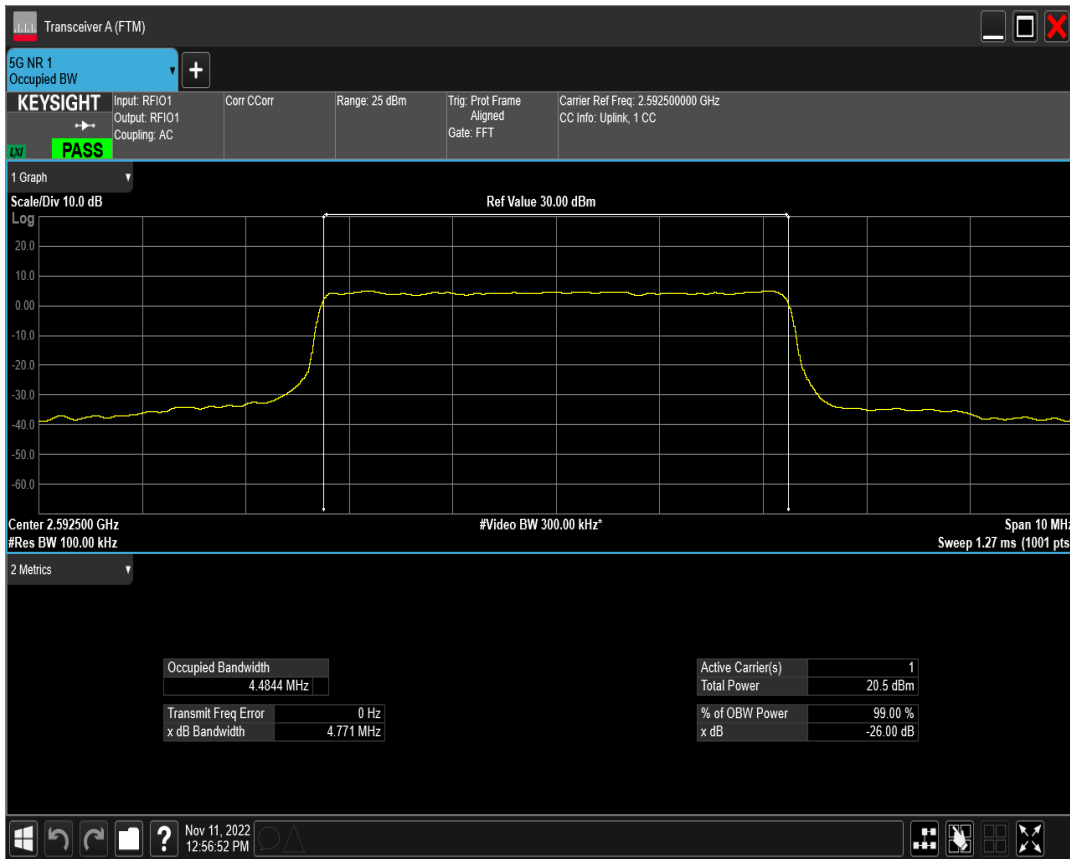 Transceiver A (FTM)
5G NR 1
Occupied BW
+
KEYSIGHT
Input: RFIO1
Output: RFIO1
Coupling: AC
LXI
PASS
Corr CCorr
Range: 25 dBm
Trig: Prot Frame
Aligned
Gate: FFT
Carrier Ref Freq: 2.592500000 GHz
CC Info: Uplink, 1 CC
1 Graph
Scale/Div 10.0 dB
Ref Value 30.00 dBm
Log
20.0
10.0
0.00
-10.0
-20.0
-30.0
-40.0
-50.0
-60.0
Center 2.592500 GHz
#Video BW 300.00 kHz*
Span 10 MHz
#Res BW 100.00 kHz
Sweep 1.27 ms (1001 pts
2 Metrics
Occupied Bandwidth
4.4844 MHz
Transmit Freq Error 0 Hz
x dB Bandwidth 4.771 MHz
Active Carrier(s) 1
Total Power 20.5 dBm
% of OBW Power 99.00 %
x dB -26.00 dB
?
Nov 11, 2022
12:56:52 PM